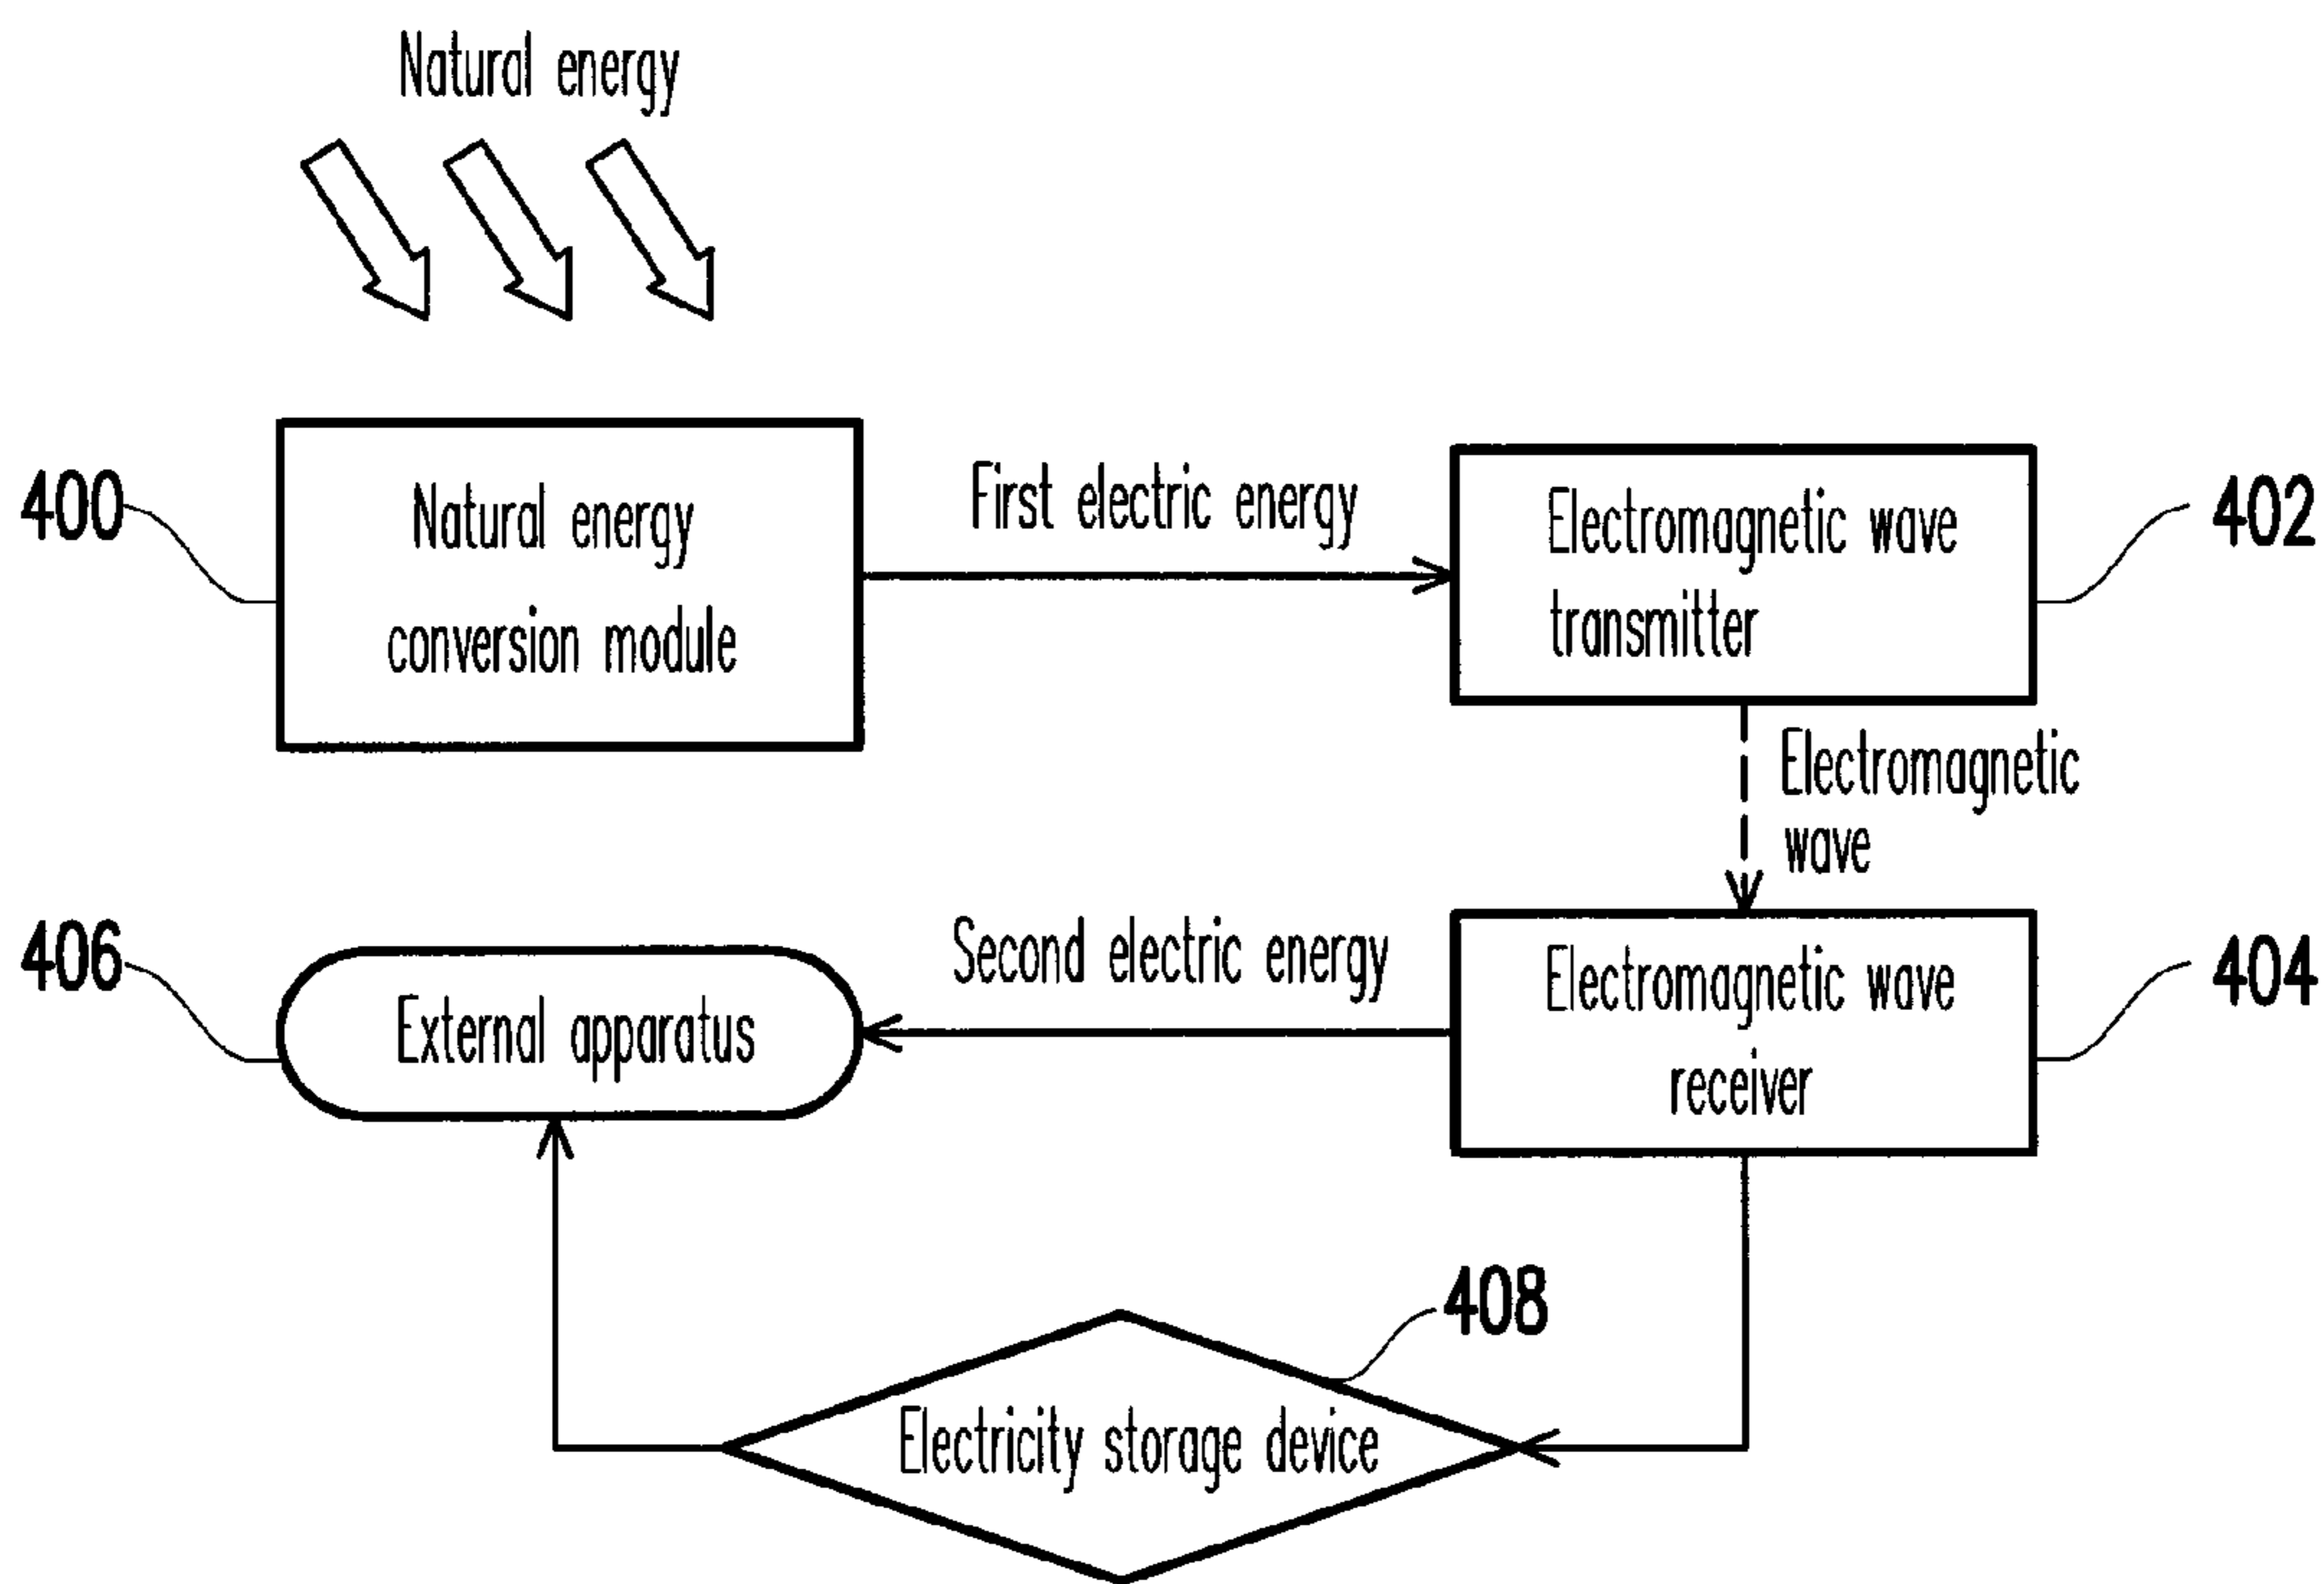 Natural energy
400
Natural energy
conversion module
First electric energy
Electromagnetic wave
transmitter
402
Electromagnetic
wave
406
External apparatus
Second electric energy
Electromagnetic wave
receiver
404
408
Electricity storage device